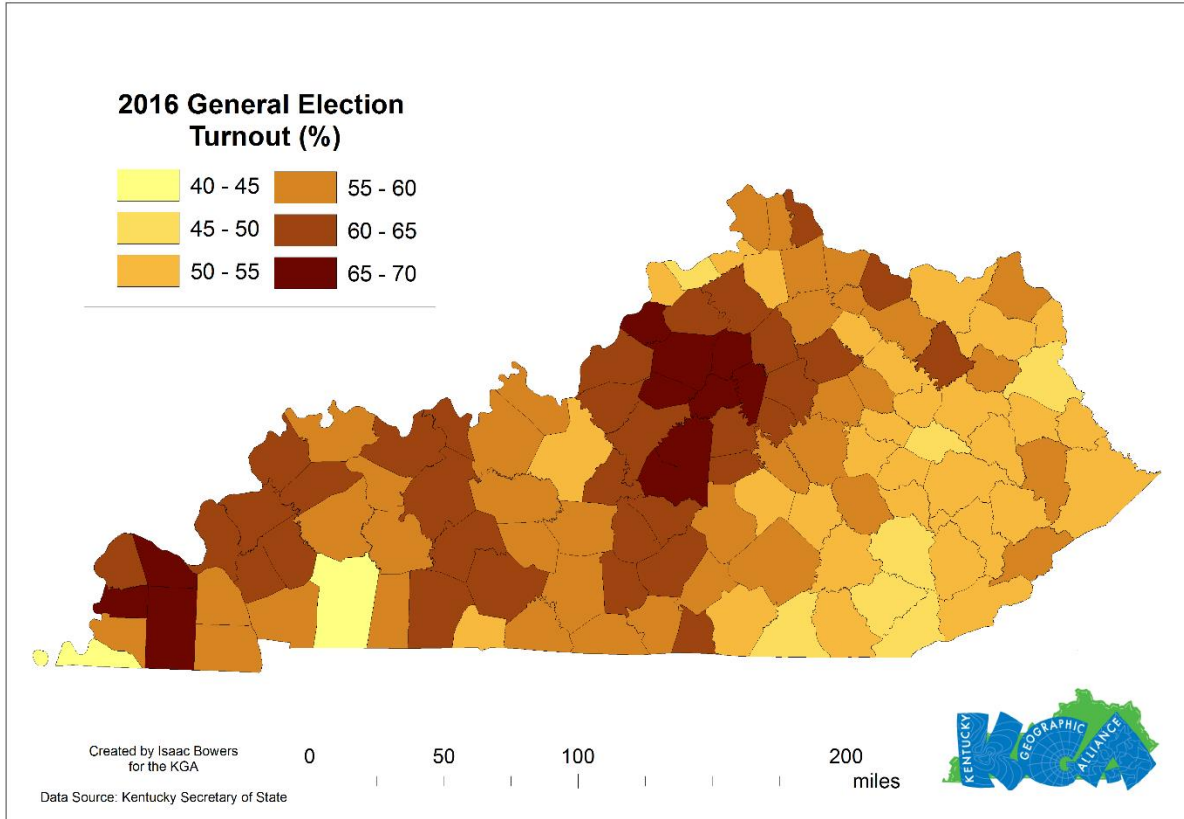 2016 General Election
Turnout (%)
40 - 45
55 - 60
45 - 50
60 - 65
50 - 55
65 - 70
Created by Isaac Bowers
for the KGA
0 50 100 200
miles
Data Source: Kentucky Secretary of State
KENTUCKY
GEOGRAPHIC
ALLIANCE
KGA